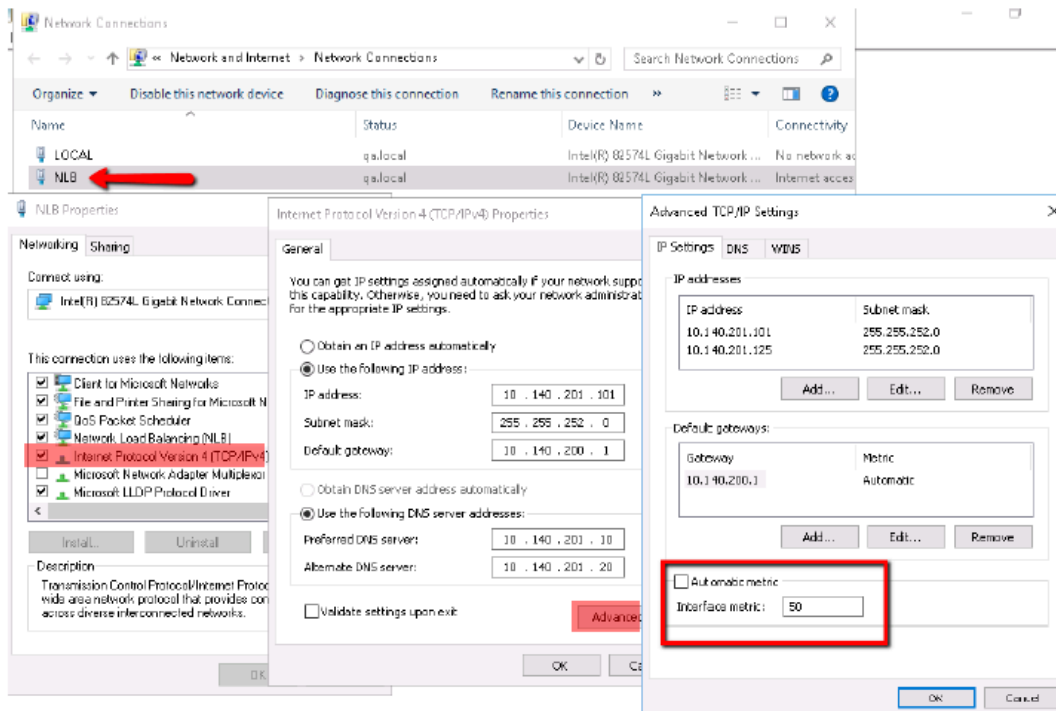 Network Connections
« Network and Internet > Network Connections
Search Network Connections
Organize
Disable this network device
Diagnose this connection
Rename this connection
»
Name Status Device Name Connectivity
LOCAL qa.local Intel(R) 82574L Gigabit Network ... No network ac
NLB qa.local Intel(R) 82574L Gigabit Network ... Internet acces
NLB Properties
Networking
Sharing
Connect using:
Intel(R) 82574L Gigabit Network Connec
This connection uses the following items:
Client for Microsoft Networks
File and Printer Sharing for Microsoft N
QoS Packet Scheduler
Network Load Balancing (NLB)
Internet Protocol Version 4 (TCP/IPv4)
Microsoft Network Adapter Multiplexor
Microsoft LLDP Protocol Driver
Install...
Uninstall
Description
Transmission Control Protocol/Internet Protoc
wide area network protocol that provides con
across diverse interconnected networks.
OK
Internet Protocol Version 4 (TCP/IPv4) Properties
General
You can get IP settings assigned automatically if your network suppo
this capability. Otherwise, you need to ask your network administrat
for the appropriate IP settings.
Obtain an IP address automatically
Use the following IP address:
IP address: 10 . 140 . 201 . 101
Subnet mask: 255 . 255 . 252 . 0
Default gateway: 10 . 140 . 200 . 1
Obtain DNS server address automatically
Use the following DNS server addresses:
Preferred DNS server: 10 . 140 . 201 . 10
Alternate DNS server: 10 . 140 . 201 . 20
Validate settings upon exit
Advanced
OK
Ca
Advanced TCP/IP Settings
IP Settings
DNS
WINS
IP addresses
IP address Subnet mask
10.140.201.101 255.255.252.0
10.140.201.125 255.255.252.0
Add...
Edit...
Remove
Default gateways:
Gateway Metric
10.140.200.1 Automatic
Add...
Edit...
Remove
Automatic metric
Interface metric: 50
OK
Cancel